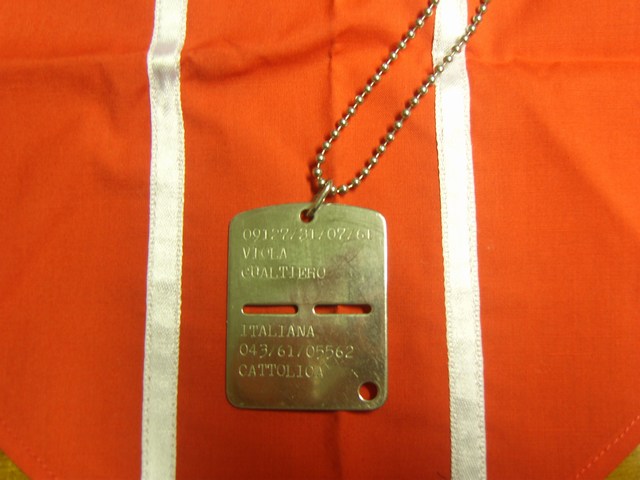 09127/31/07/61
VIOLA
GUALTIERO
ITALIANA
043/61/05562
CATTOLICA